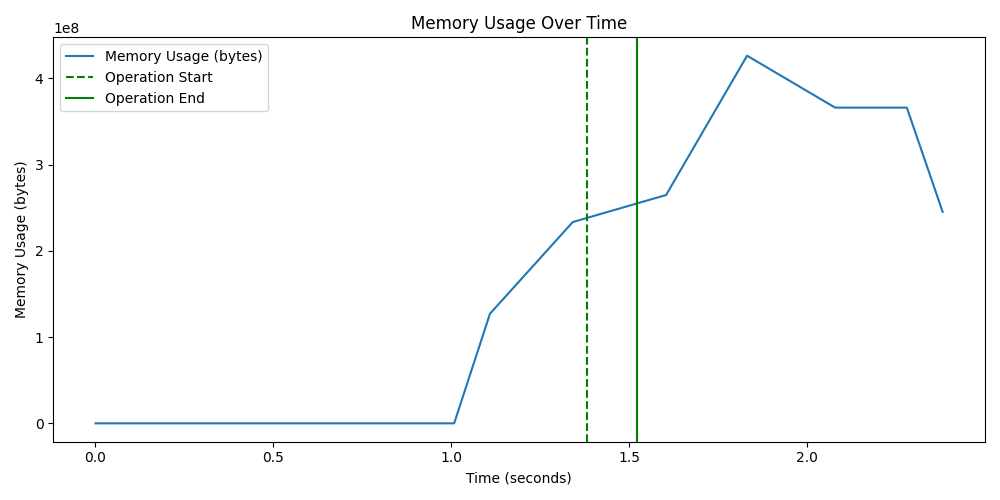 Memory Usage Over Time
1e8
Memory Usage (bytes)
Operation Start
Operation End
4
3
2
1
0
Memory Usage (bytes)
0.0 0.5 1.0 1.5 2.0
Time (seconds)